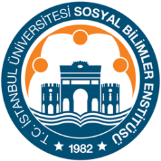 T.C. İSTANBUL ÜNİVERSİTESİ SOSYAL BİLİMLER ENSTİTÜSÜ
1982